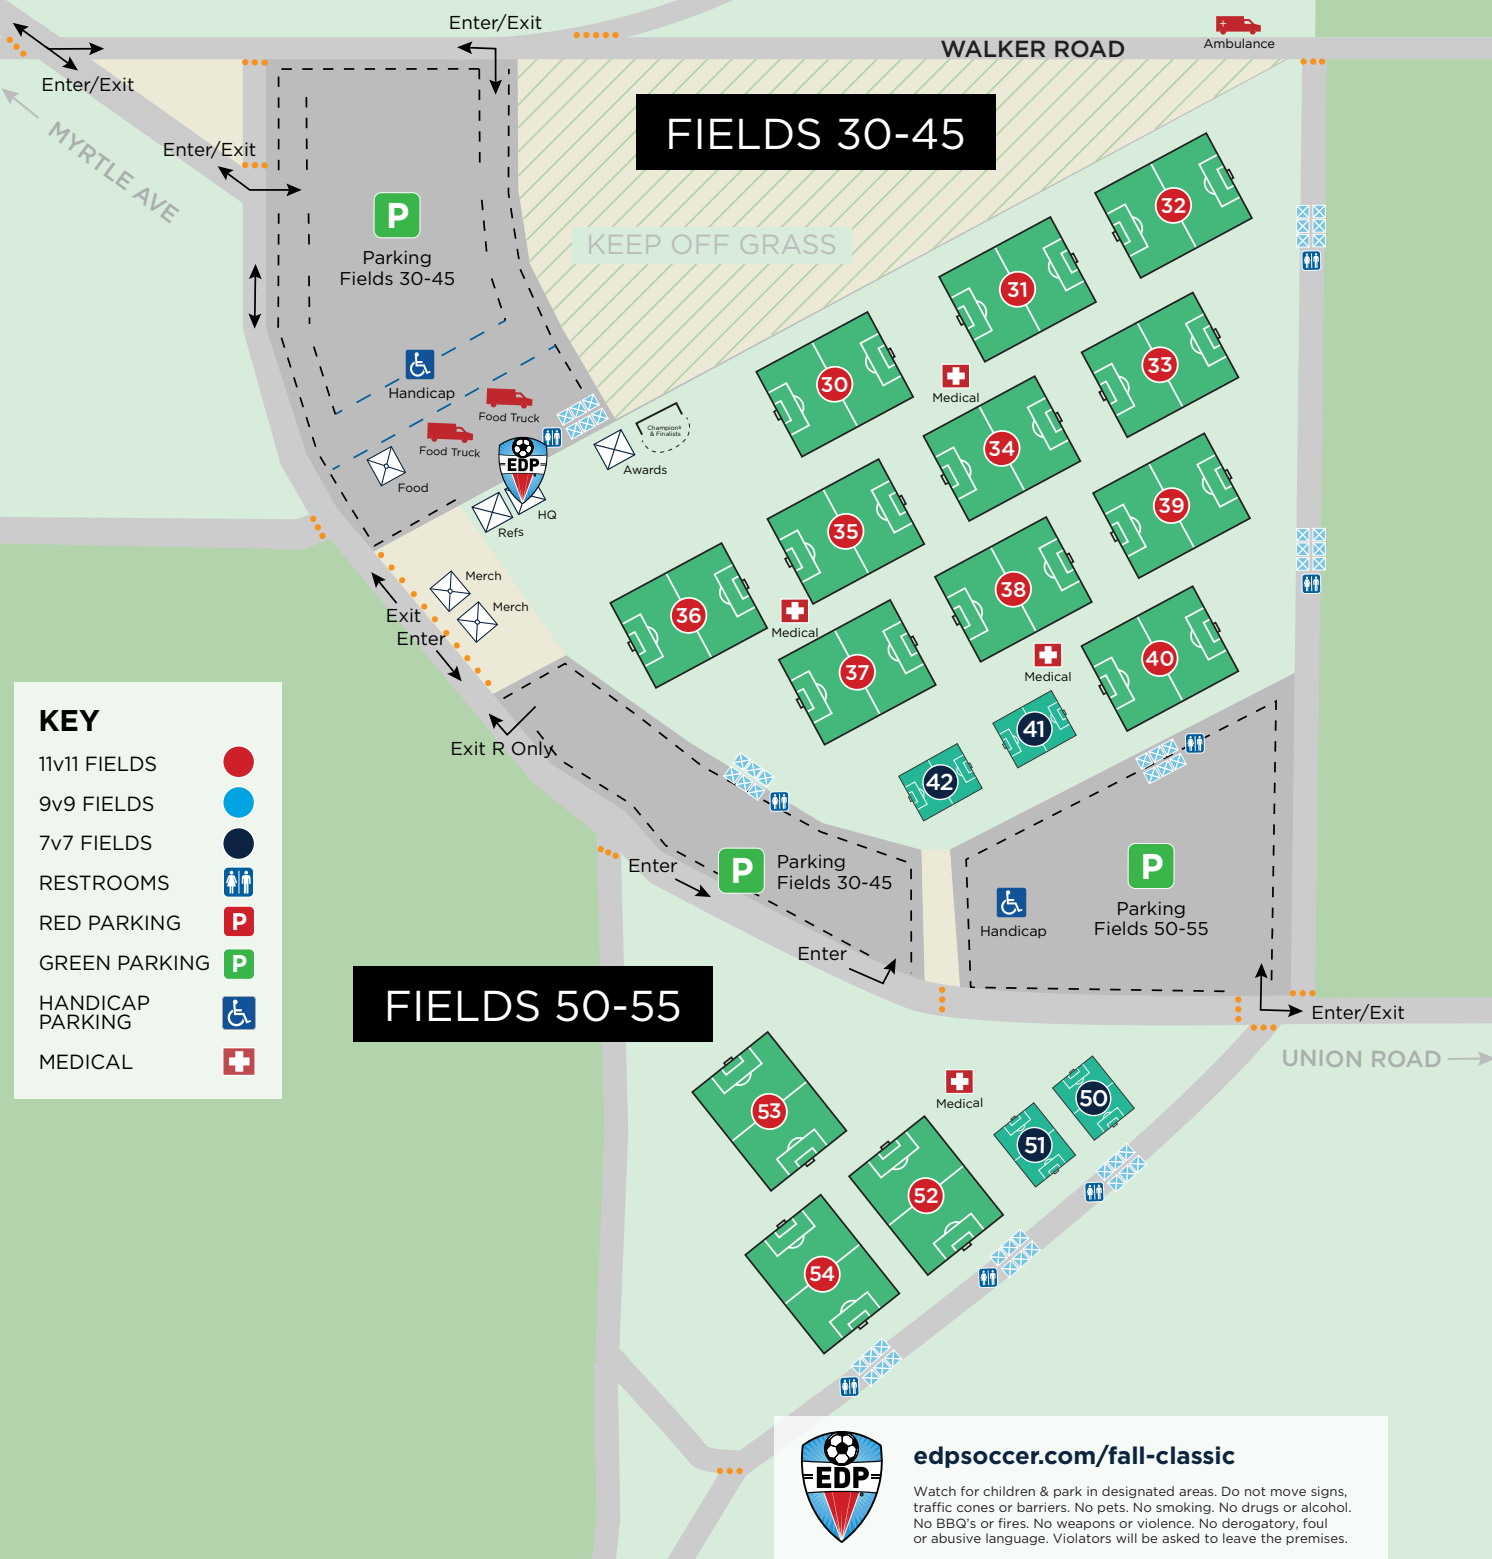 Enter/Exit
WALKER ROAD
Ambulance
Enter/Exit
MYRTLE AVE
Enter/Exit
FIELDS 30-45
P
Parking
Fields 30-45
KEEP OFF GRASS
32
31
33
30
Medical
34
Handicap
Food Truck
Food Truck
EDP
Champions
& Finalists
Awards
Food
HQ
Refs
39
35
38
36
Medical
37
Medical
40
Merch
Merch
Exit
Enter
Exit R Only
41
42
KEY
11v11 FIELDS
9v9 FIELDS
7v7 FIELDS
RESTROOMS
RED PARKING P
GREEN PARKING P
HANDICAP
PARKING
MEDICAL
Enter
P
Parking
Fields 30-45
Enter
Handicap
P
Parking
Fields 50-55
Enter/Exit
UNION ROAD
FIELDS 50-55
53
Medical
50
51
52
54
EDP
edpsoccer.com/fall-classic
Watch for children & park in designated areas. Do not move signs,
traffic cones or barriers. No pets. No smoking. No drugs or alcohol.
No BBQ's or fires. No weapons or violence. No derogatory, foul
or abusive language. Violators will be asked to leave the premises.